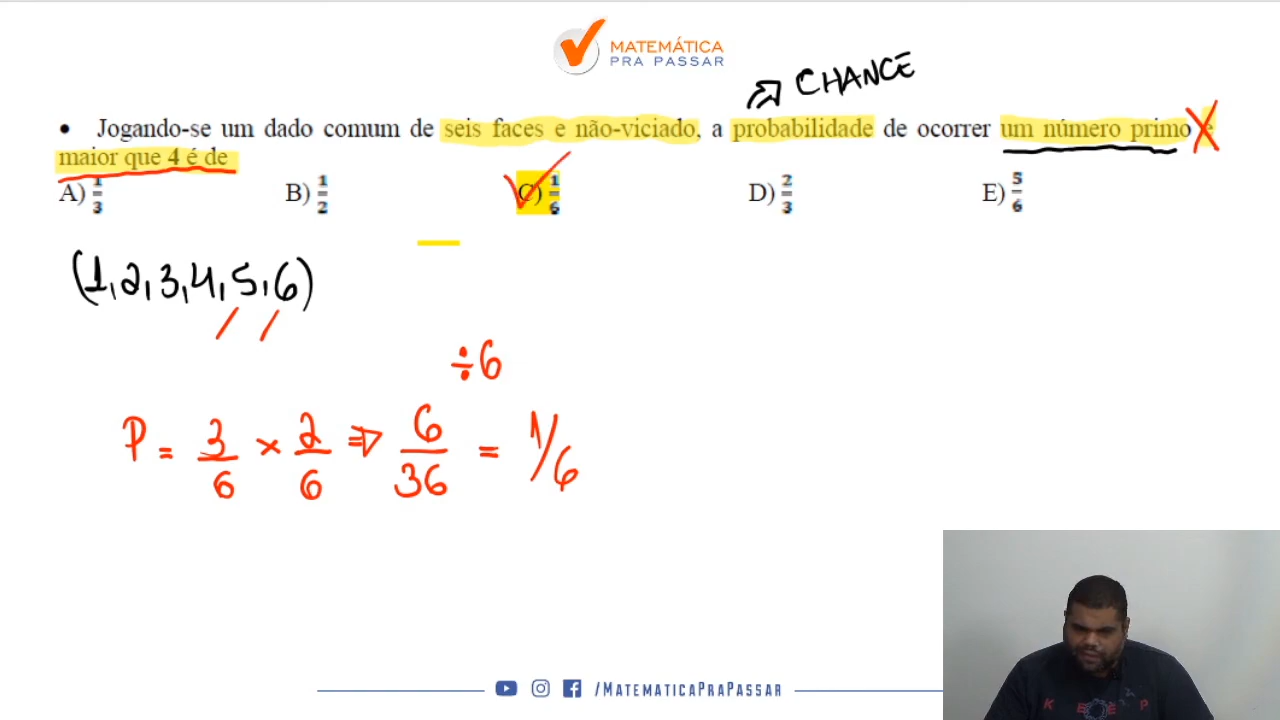 MATEMÁTICA
PRA PASSAR
CHANCE
• Jogando-se um dado comum de seis faces e não-viciado, a probabilidade de ocorrer um número primo e
maior que 4 é de
A) 1/3 B) 1/2 C) 1/6 D) 2/3 E) 5/6
(1,2,3,4,5,6)
÷6
P = 3/6 × 2/6 ⇒ 6/36 = 1/6
KEEP
/MATEMATICAPRAPASSAR